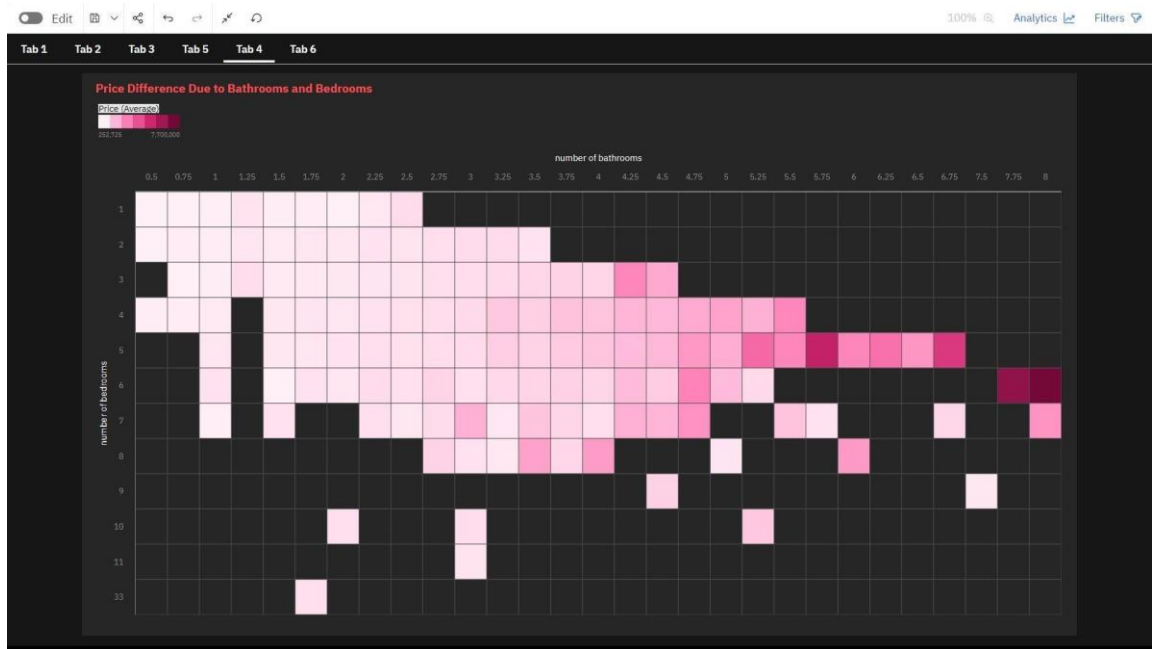 Edit
100%
Analytics
Filters
Tab 1 Tab 2 Tab 3 Tab 5 Tab 4 Tab 6
Price Difference Due to Bathrooms and Bedrooms
Price (Average)
252,725 7,700,000
number of bathrooms
0.5 0.75 1 1.25 1.5 1.75 2 2.25 2.5 2.75 3 3.25 3.5 3.75 4 4.25 4.5 4.75 5 5.25 5.5 5.75 6 6.25 6.5 6.75 7.5 7.75 8
number of bedrooms
1
2
3
4
5
6
7
8
9
10
11
33